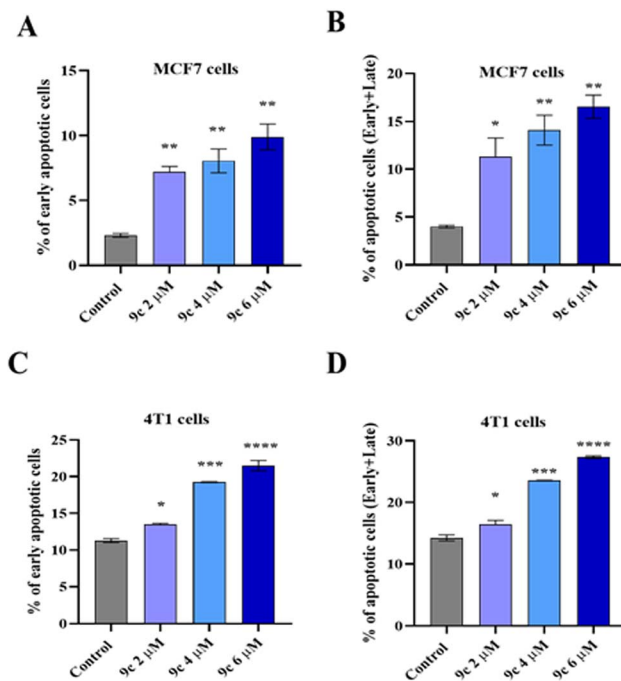 A
MCF7 cells
% of early apoptotic cells
15
10
5
0
**
**
**
Control
9c 2 μM
9c 4 μM
9c 6 μM
B
MCF7 cells
% of apoptotic cells (Early+Late)
20
15
10
5
0
*
**
**
Control
9c 2 μM
9c 4 μM
9c 6 μM
C
4T1 cells
% of early apoptotic cells
25
20
15
10
5
0
*
***
****
Control
9c 2 μM
9c 4 μM
9c 6 μM
D
4T1 cells
% of apoptotic cells (Early+Late)
30
20
10
0
*
***
****
Control
9c 2 μM
9c 4 μM
9c 6 μM